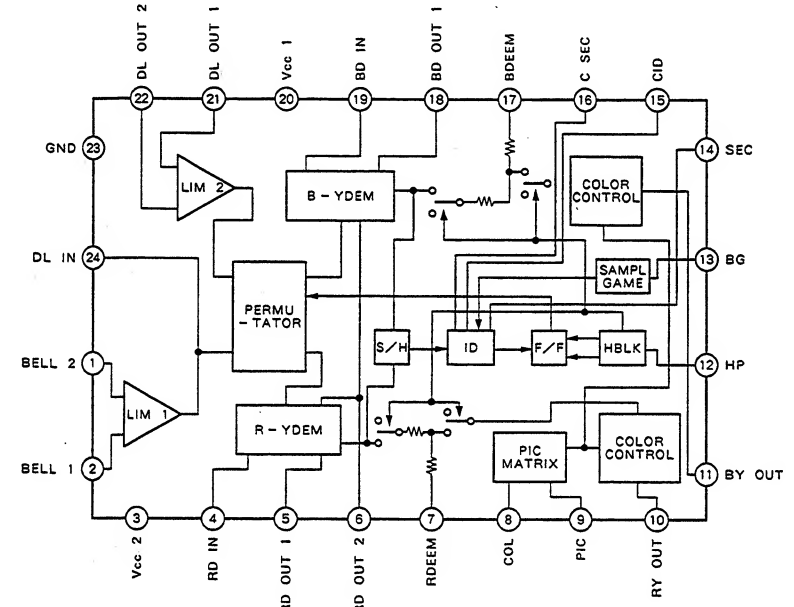 DL OUT 2
DL OUT 1
Vcc 1
BD IN
BD OUT 1
BDEEM
C SEC
CID
22
21
20
19
18
17
16
15
GND 23
14 SEC
LIM 2
B-YDEM
COLOR
CONTROL
DL IN 24
13 BG
SAMPL
GAME
PERMU
-TATOR
S/H
ID
F/F
HBLK
12 HP
BELL 2 1
LIM 1
R-YDEM
PIC
MATRIX
COLOR
CONTROL
BELL 1 2
11 BY OUT
3
4
5
6
7
8
9
10
Vcc 2
RD IN
RD OUT 1
RD OUT 2
RDEEM
COL
PIC
RY OUT